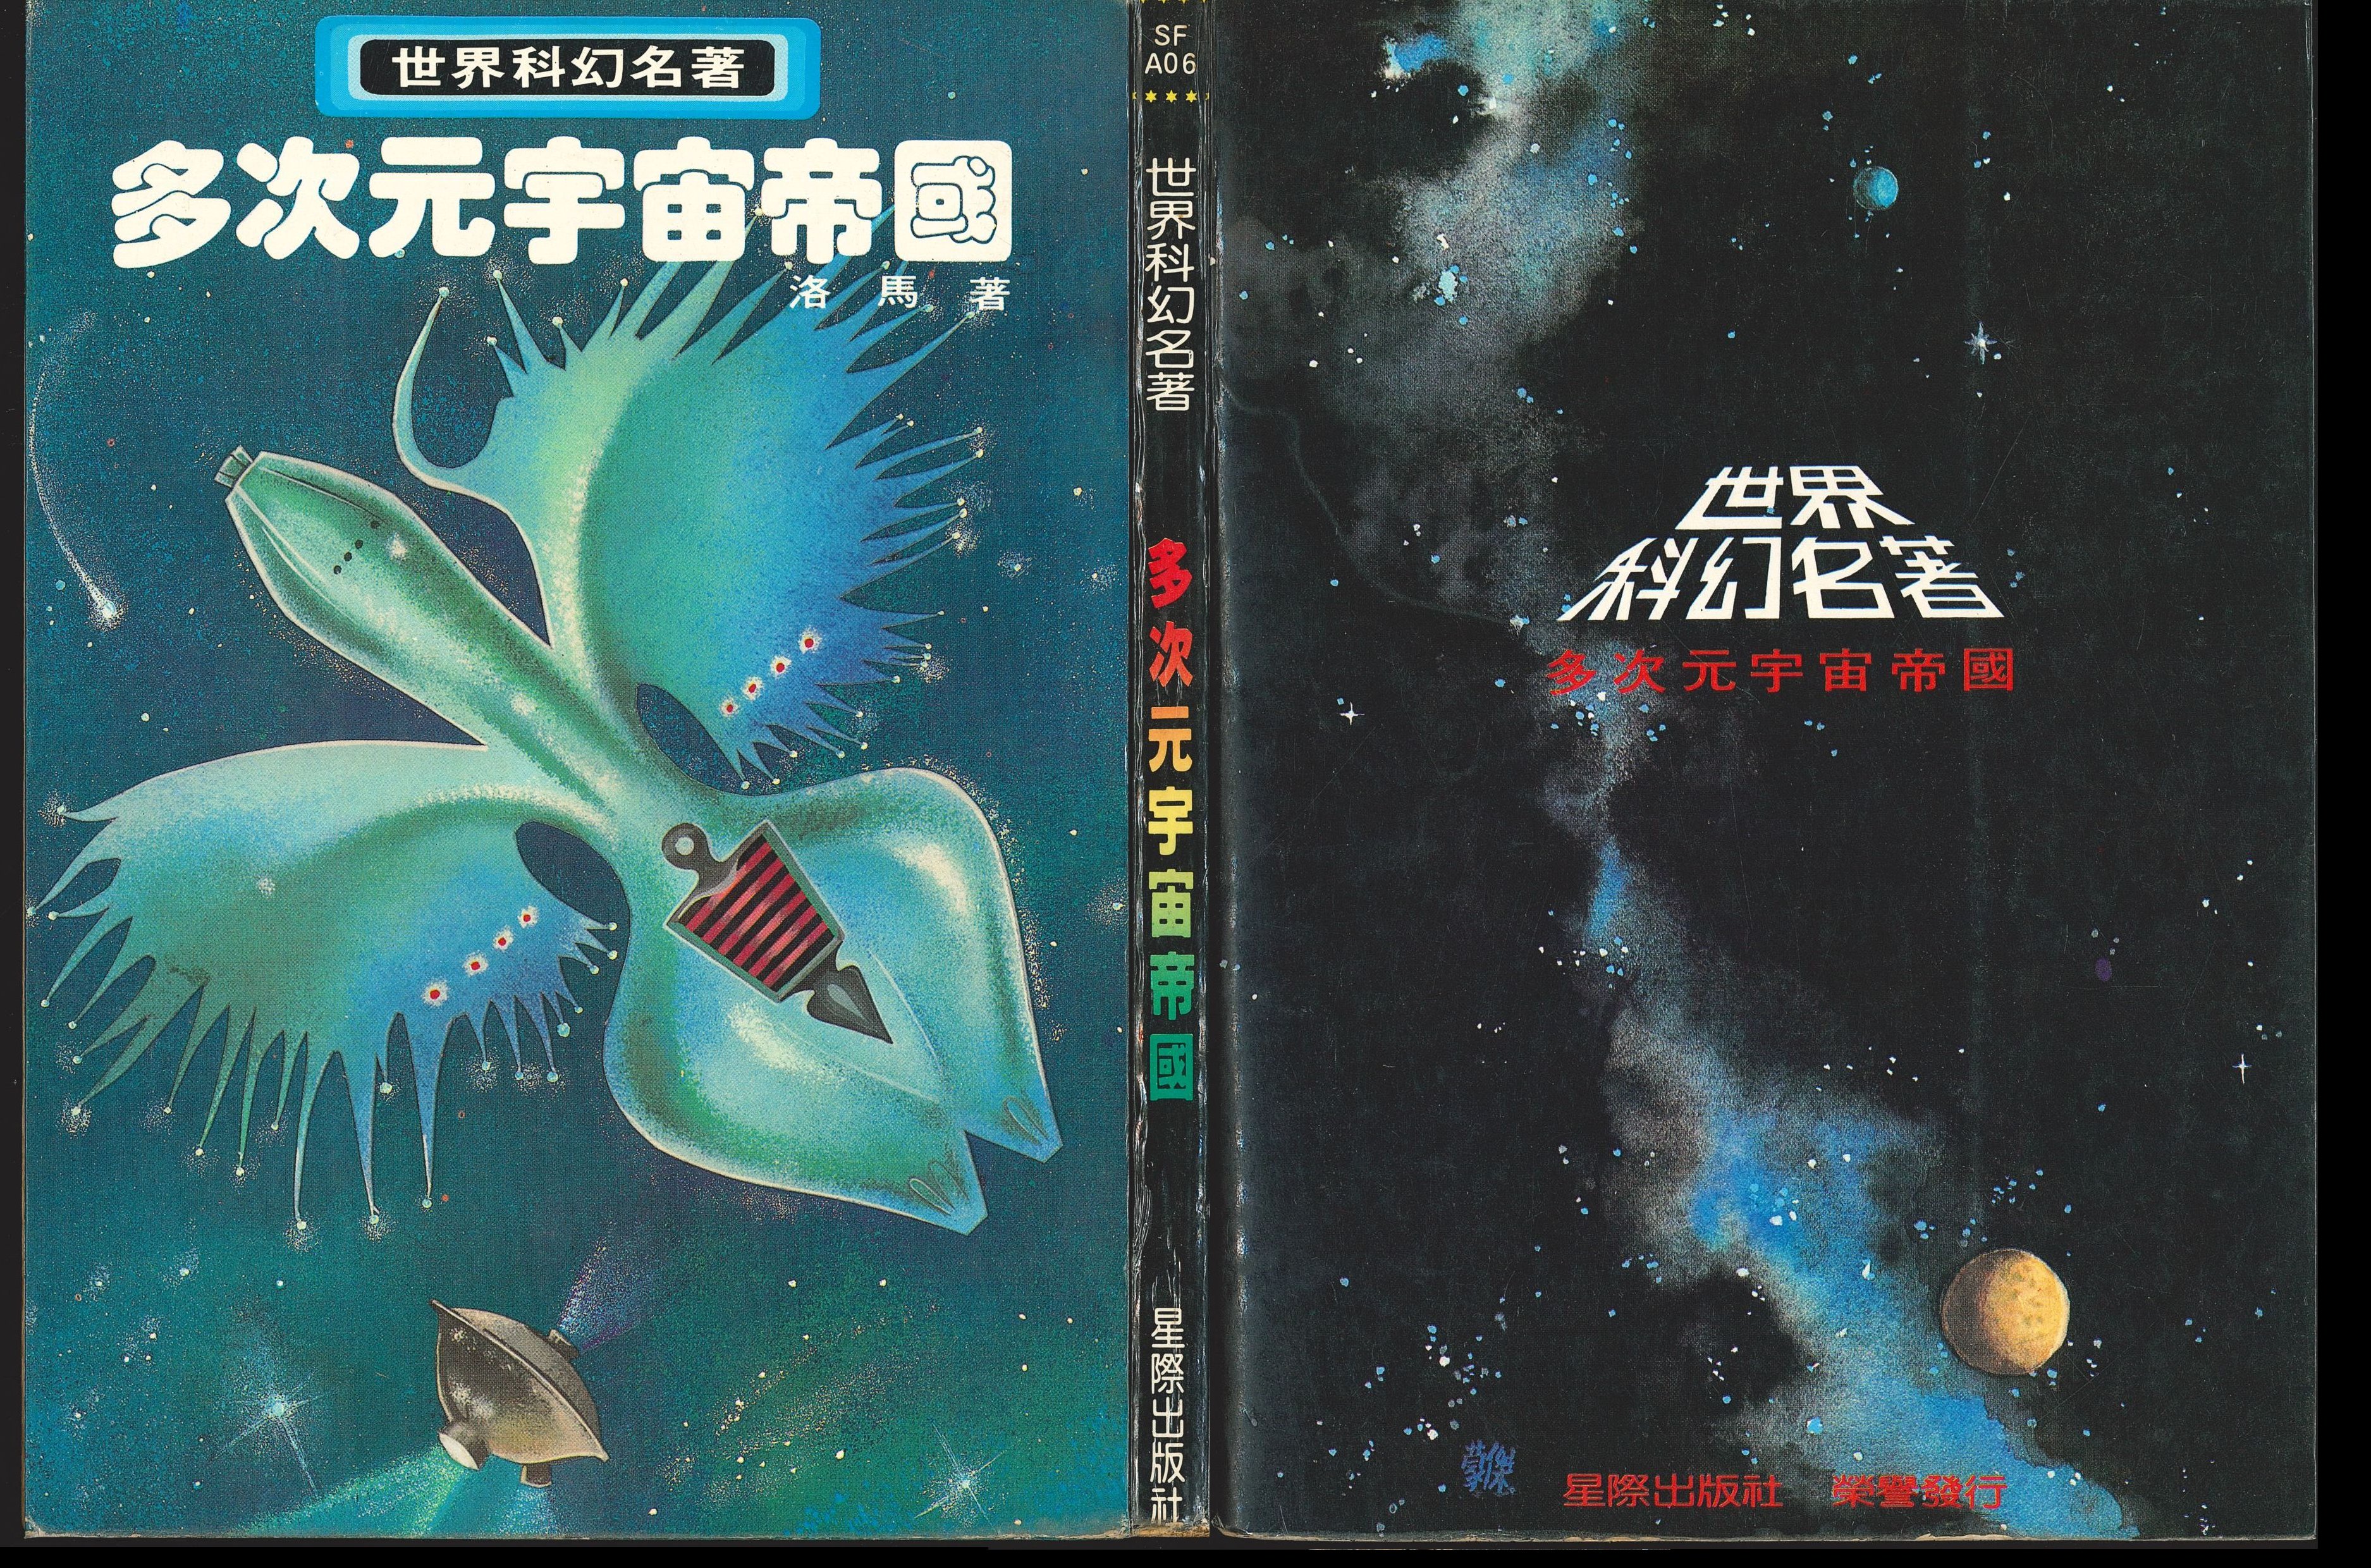 世界科幻名著
多次元宇宙帝國
洛馬著
SF
A06
世界科幻名著
多次元宇宙帝國
星際出版社
世界
科幻名著
多次元宇宙帝國
星際出版社 榮譽發行